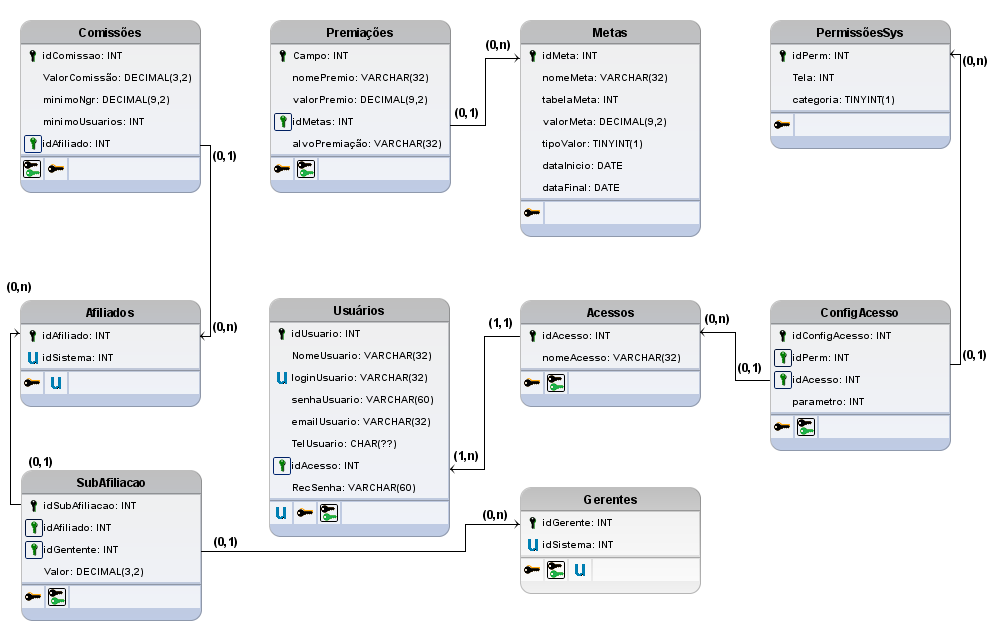 Comissões
idComissao: INT
ValorComissão: DECIMAL(3,2)
minimoNgr: DECIMAL(9,2)
minimoUsuarios: INT
idAfiliado: INT
(0,1)
Premiações
Campo: INT
nomePremio: VARCHAR(32)
valorPremio: DECIMAL(9,2)
idMetas: INT
alvoPremiação: VARCHAR(32)
(0,1)
(0,n)
Metas
idMeta: INT
nomeMeta: VARCHAR(32)
tabelaMeta: INT
valorMeta: DECIMAL(9,2)
tipoValor: TINYINT(1)
dataInicio: DATE
dataFinal: DATE
PermissõesSys
idPerm: INT
Tela: INT
categoria: TINYINT(1)
(0,n)
(0,n)
Afiliados
idAfiliado: INT
U idSistema: INT
U
(0,n)
Usuários
idUsuario: INT
NomeUsuario: VARCHAR(32)
U loginUsuario: VARCHAR(32)
senhaUsuario: VARCHAR(60)
emailUsuario: VARCHAR(32)
TelUsuario: CHAR(??)
idAcesso: INT
RecSenha: VARCHAR(60)
U
(1,1)
(1,n)
Acessos
idAcesso: INT
nomeAcesso: VARCHAR(32)
(0,n)
(0,1)
ConfigAcesso
idConfigAcesso: INT
idPerm: INT
idAcesso: INT
parametro: INT
(0,1)
(0,1)
SubAfiliacao
idSubAfiliacao: INT
idAfiliado: INT
idGentente: INT
Valor: DECIMAL(3,2)
(0,1)
(0,n)
Gerentes
idGerente: INT
U idSistema: INT
U